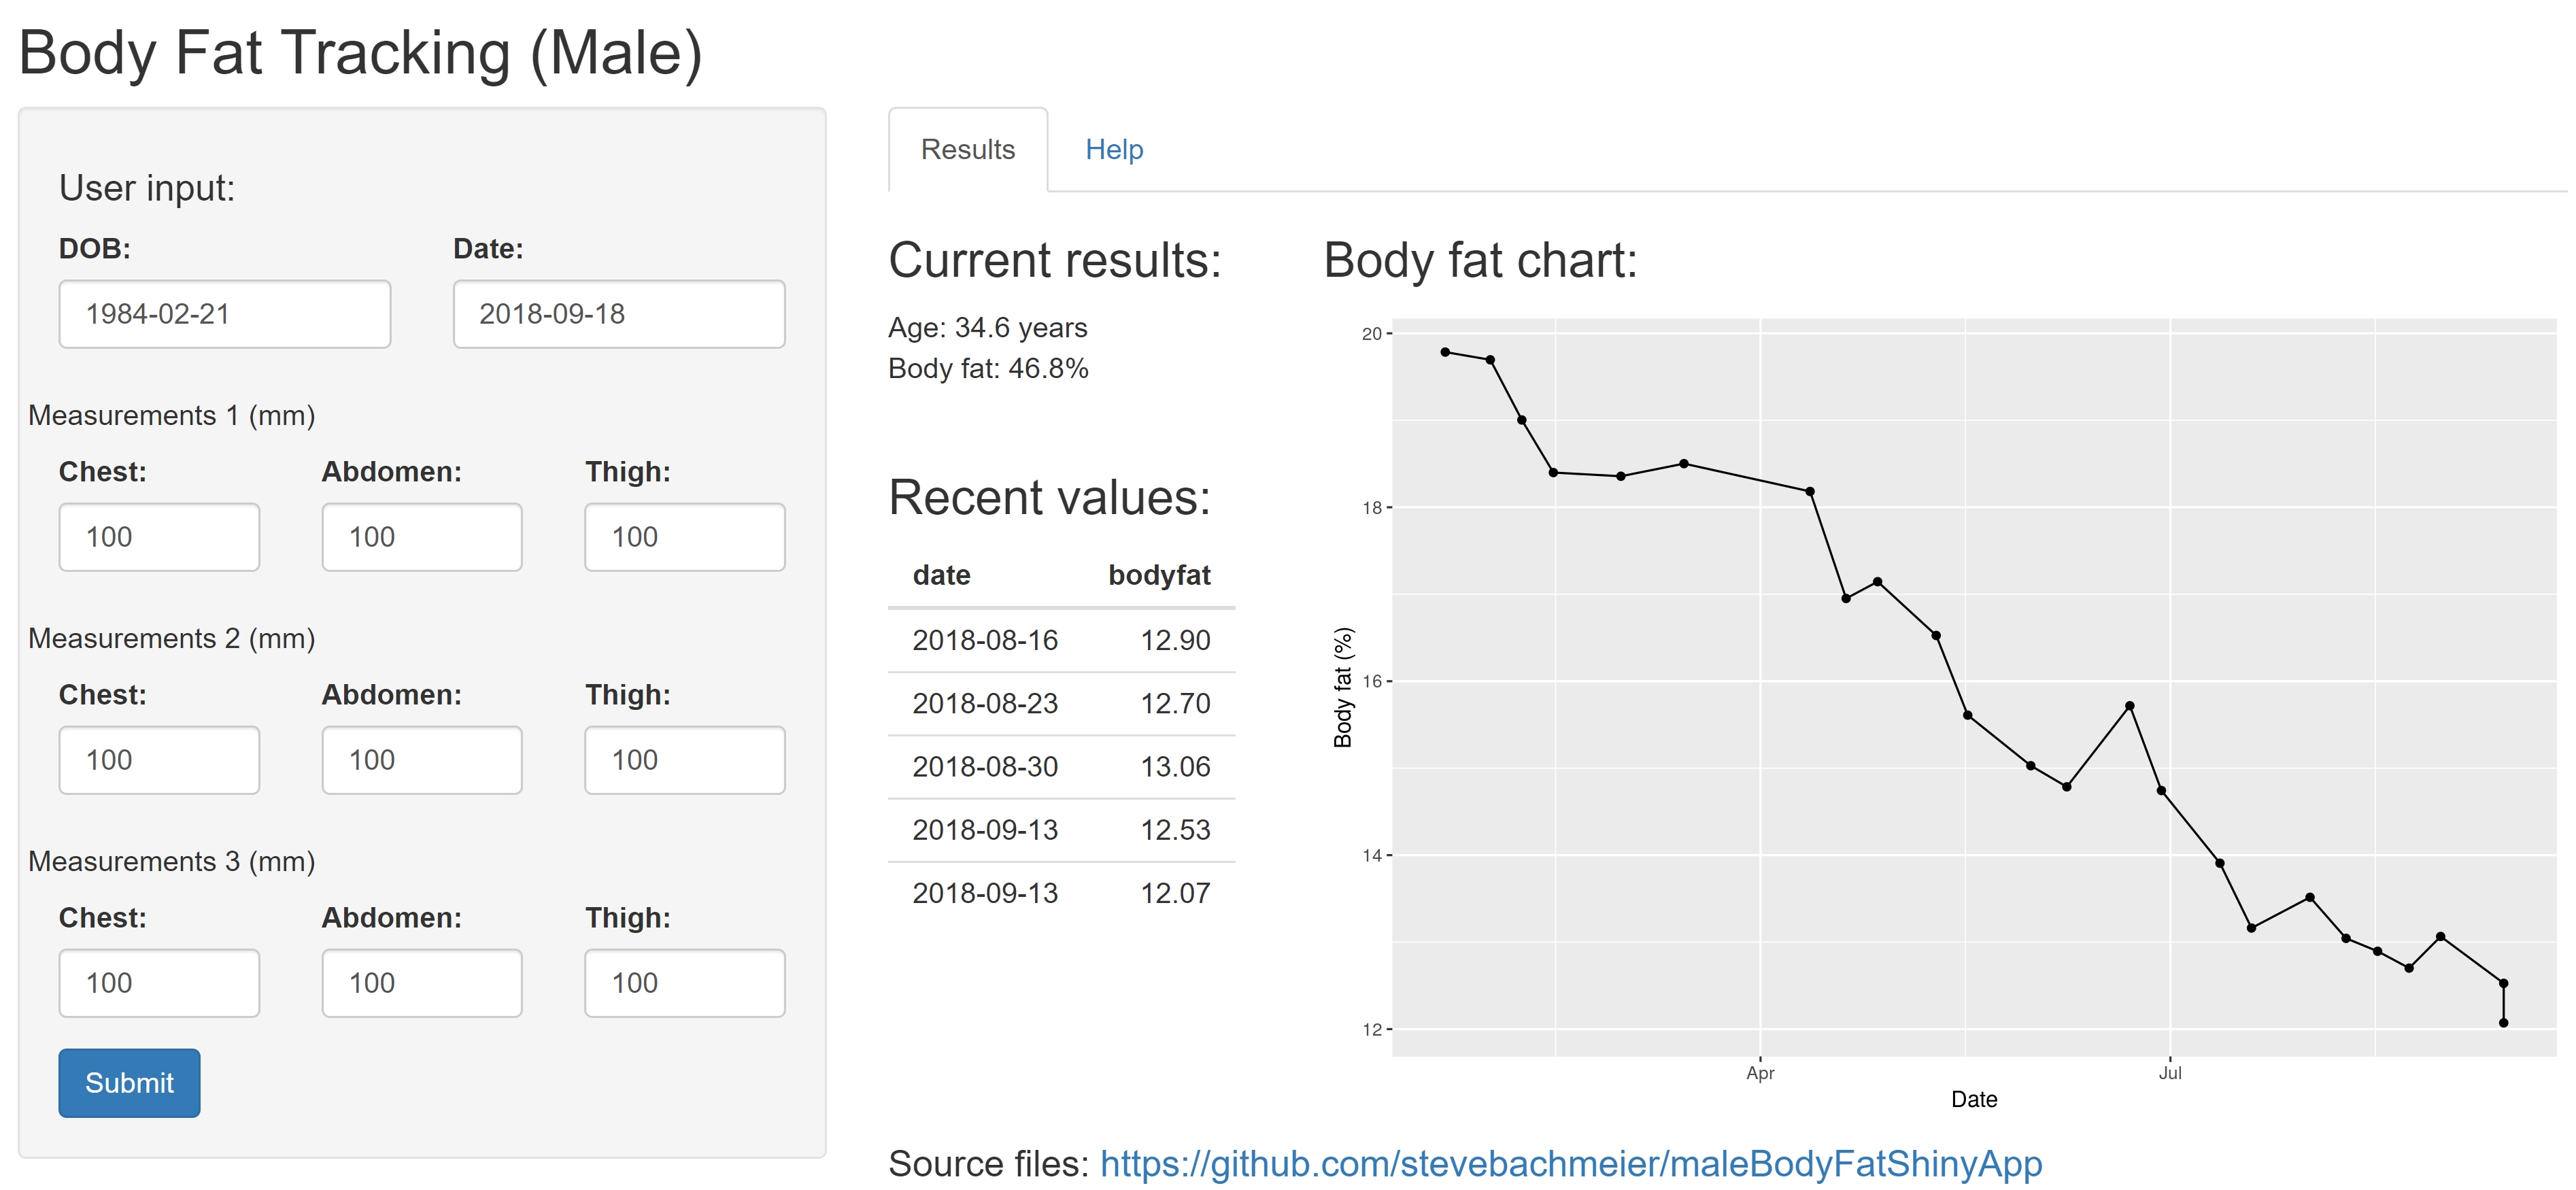 Body Fat Tracking (Male)
User input:
DOB: Date:
1984-02-21 2018-09-18
Measurements 1 (mm)
Chest: Abdomen: Thigh:
100 100 100
Measurements 2 (mm)
Chest: Abdomen: Thigh:
100 100 100
Measurements 3 (mm)
Chest: Abdomen: Thigh:
100 100 100
Submit
Results Help
Current results:
Age: 34.6 years
Body fat: 46.8%
Recent values:
date bodyfat
2018-08-16 12.90
2018-08-23 12.70
2018-08-30 13.06
2018-09-13 12.53
2018-09-13 12.07
Body fat chart:
Body fat (%)
20
18
16
14
12
Apr Jul
Date
Source files: https://github.com/stevebachmeier/maleBodyFatShinyApp